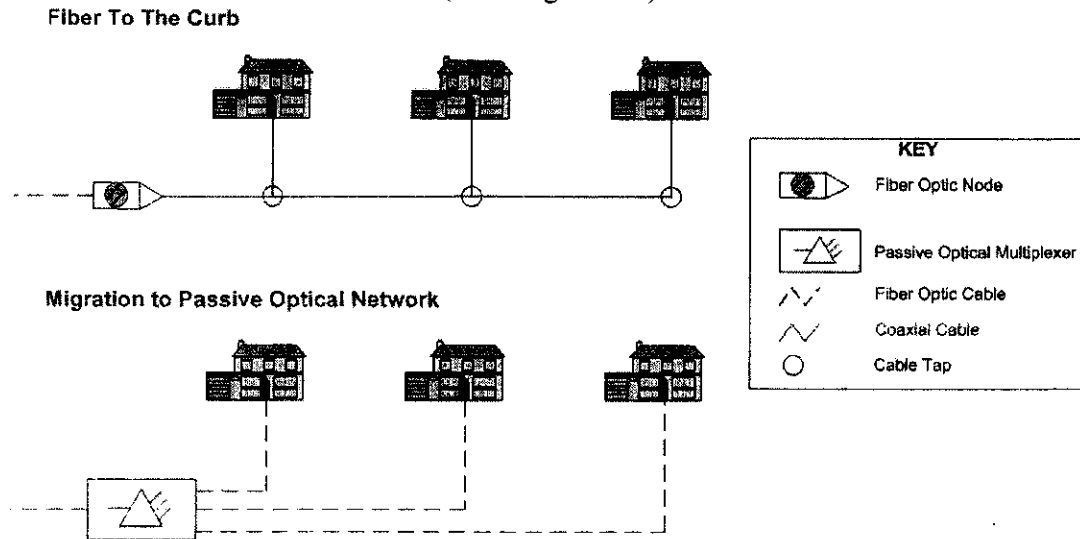 Fiber To The Curb
KEY
Fiber Optic Node
Passive Optical Multiplexer
Fiber Optic Cable
Coaxial Cable
Cable Tap
Migration to Passive Optical Network